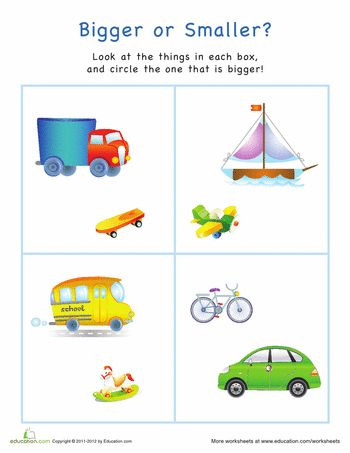 Bigger or Smaller?
Look at the things in each box,
and circle the one that is bigger!
school
education.com
Copyright © 2011-2012 by Education.com
More worksheets at www.education.com/worksheets